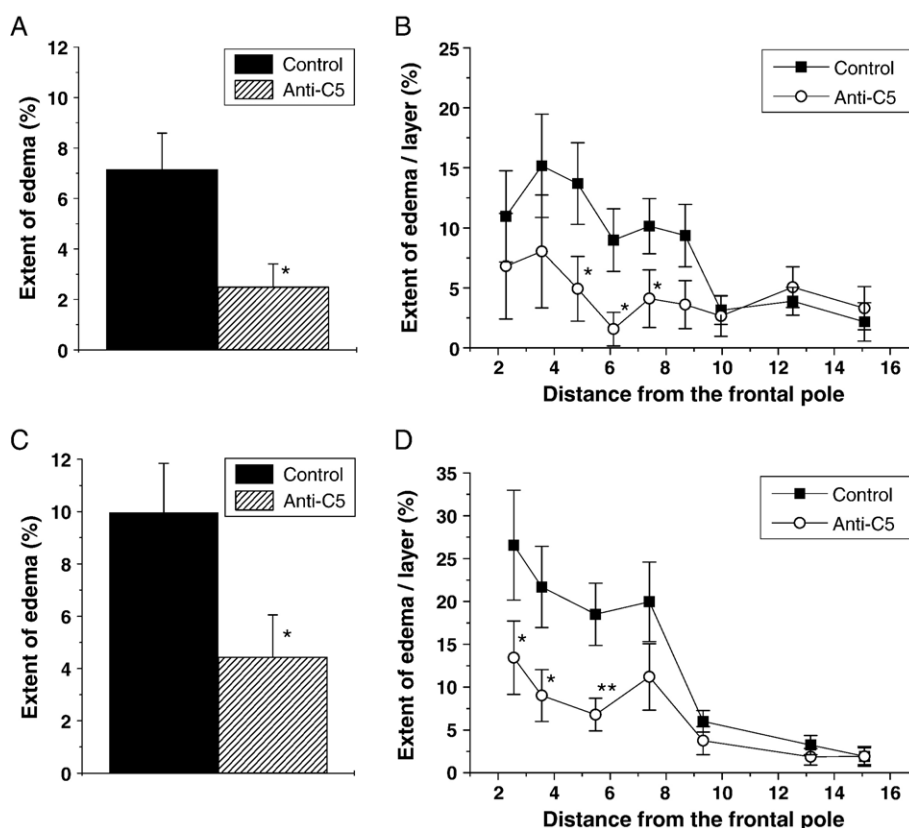 A
12
10
8
6
4
2
0
Extent of edema (%)
Control
Anti-C5
*
B
25
20
15
10
5
0
Extent of edema / layer (%)
Control
Anti-C5
*
*
*
2 4 6 8 10 12 14 16
Distance from the frontal pole
C
12
10
8
6
4
2
0
Extent of edema (%)
Control
Anti-C5
*
D
35
30
25
20
15
10
5
0
Extent of edema / layer (%)
Control
Anti-C5
*
*
**
2 4 6 8 10 12 14 16
Distance from the frontal pole